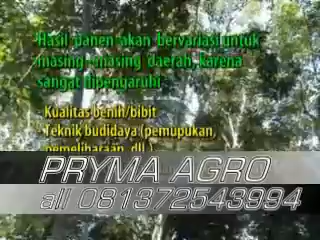 Hasil panen akan bervariasi untuk
masing-masing daerah, karena
sangat dipengaruhi
Kualitas benih/bibit
Teknik budidaya (pemupukan,
pemeliharaan, dll.)
PRYMA AGRO
all 081372543994